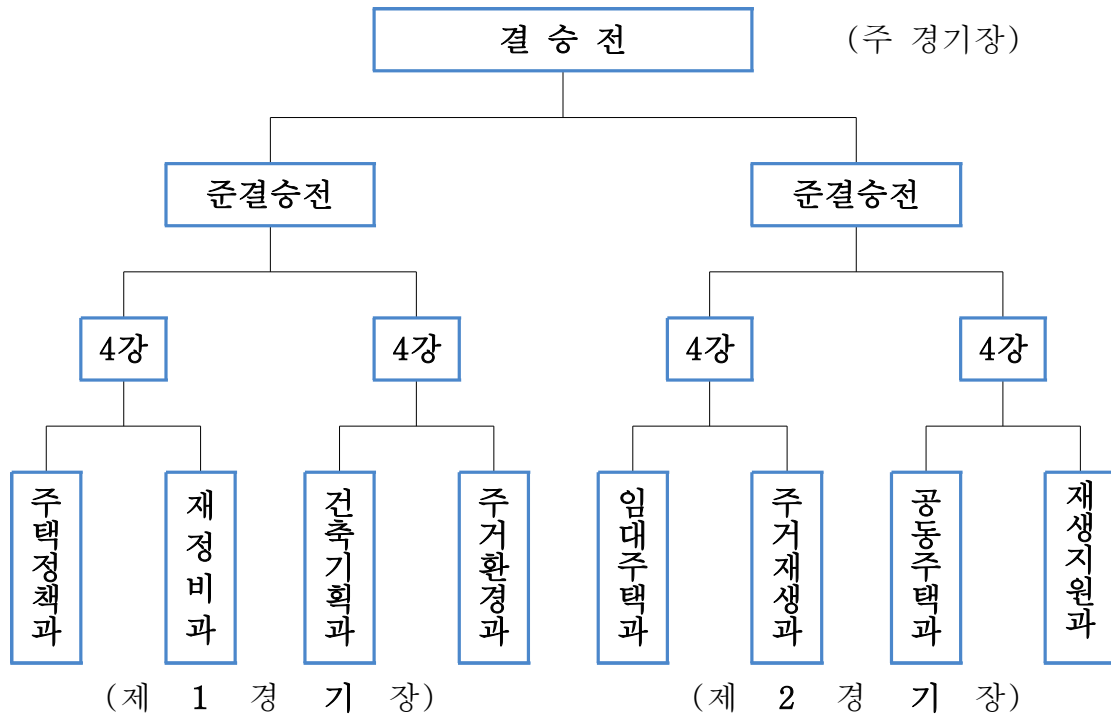 결 승 전 (주 경기장)
준결승전 준결승전
4강 4강 4강 4강
주택정책과
재정비과
건축기획과
주거환경과
임대주택과
주거재생과
공동주택과
재생지원과
(제 1 경 기 장) (제 2 경 기 장)